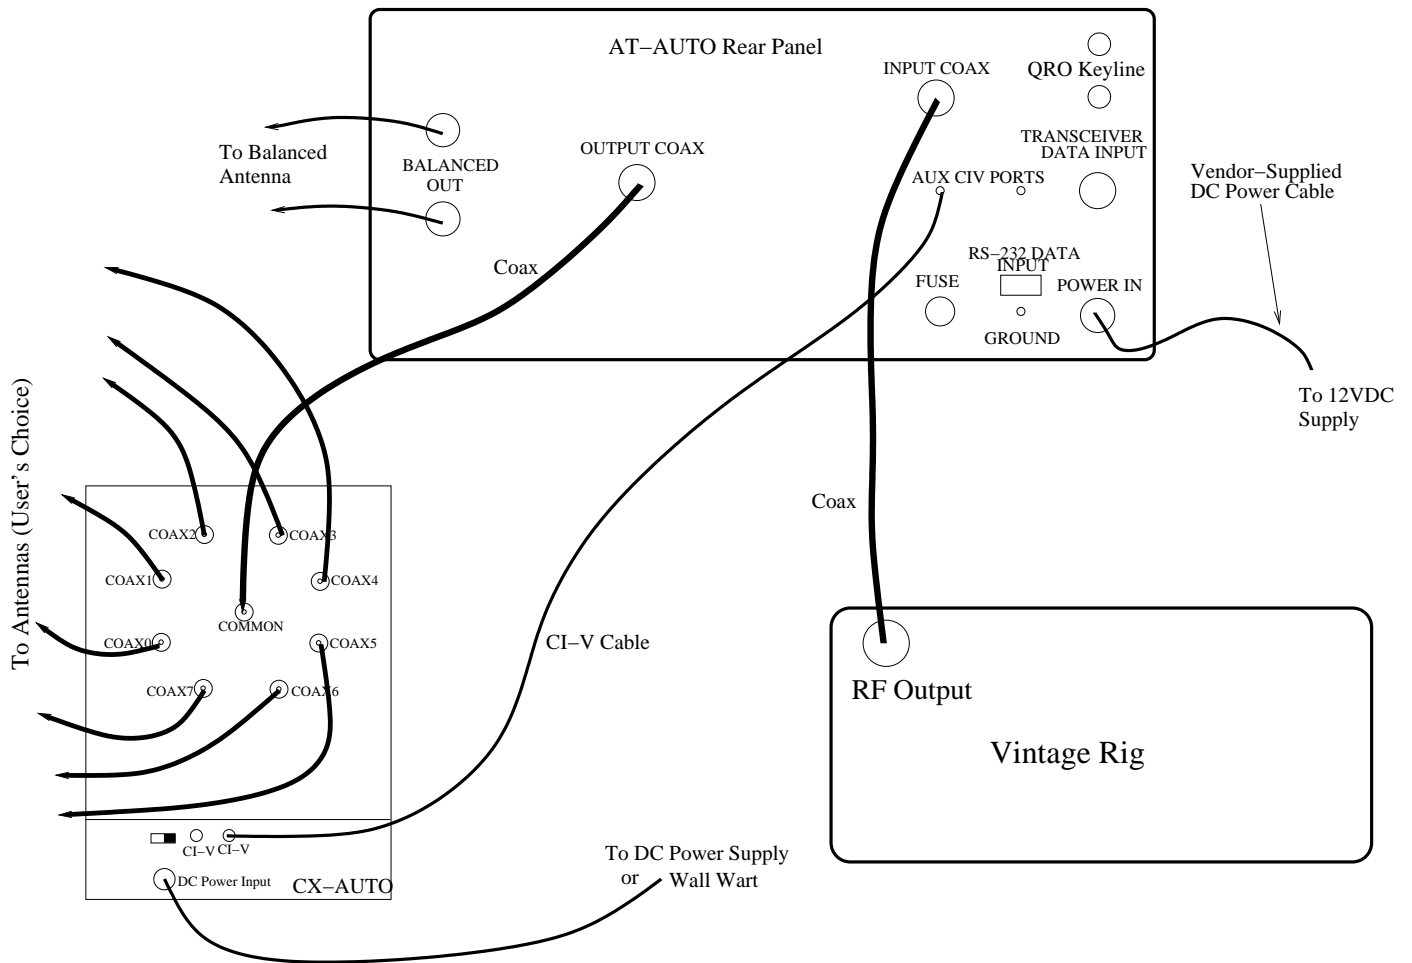 AT−AUTO Rear Panel
INPUT COAX
QRO Keyline
TRANSCEIVER
DATA INPUT
To Balanced
Antenna
BALANCED
OUT
OUTPUT COAX
AUX CIV PORTS
Vendor−Supplied
DC Power Cable
Coax
RS−232 DATA
INPUT
FUSE
POWER IN
GROUND
To 12VDC
Supply
To Antennas (User's Choice)
Coax
COAX2
COAX3
COAX1
COAX4
COMMON
COAX0
COAX5
COAX7
COAX6
CI−V Cable
RF Output
Vintage Rig
CI−V
CI−V
DC Power Input
CX−AUTO
To DC Power Supply
or
Wall Wart